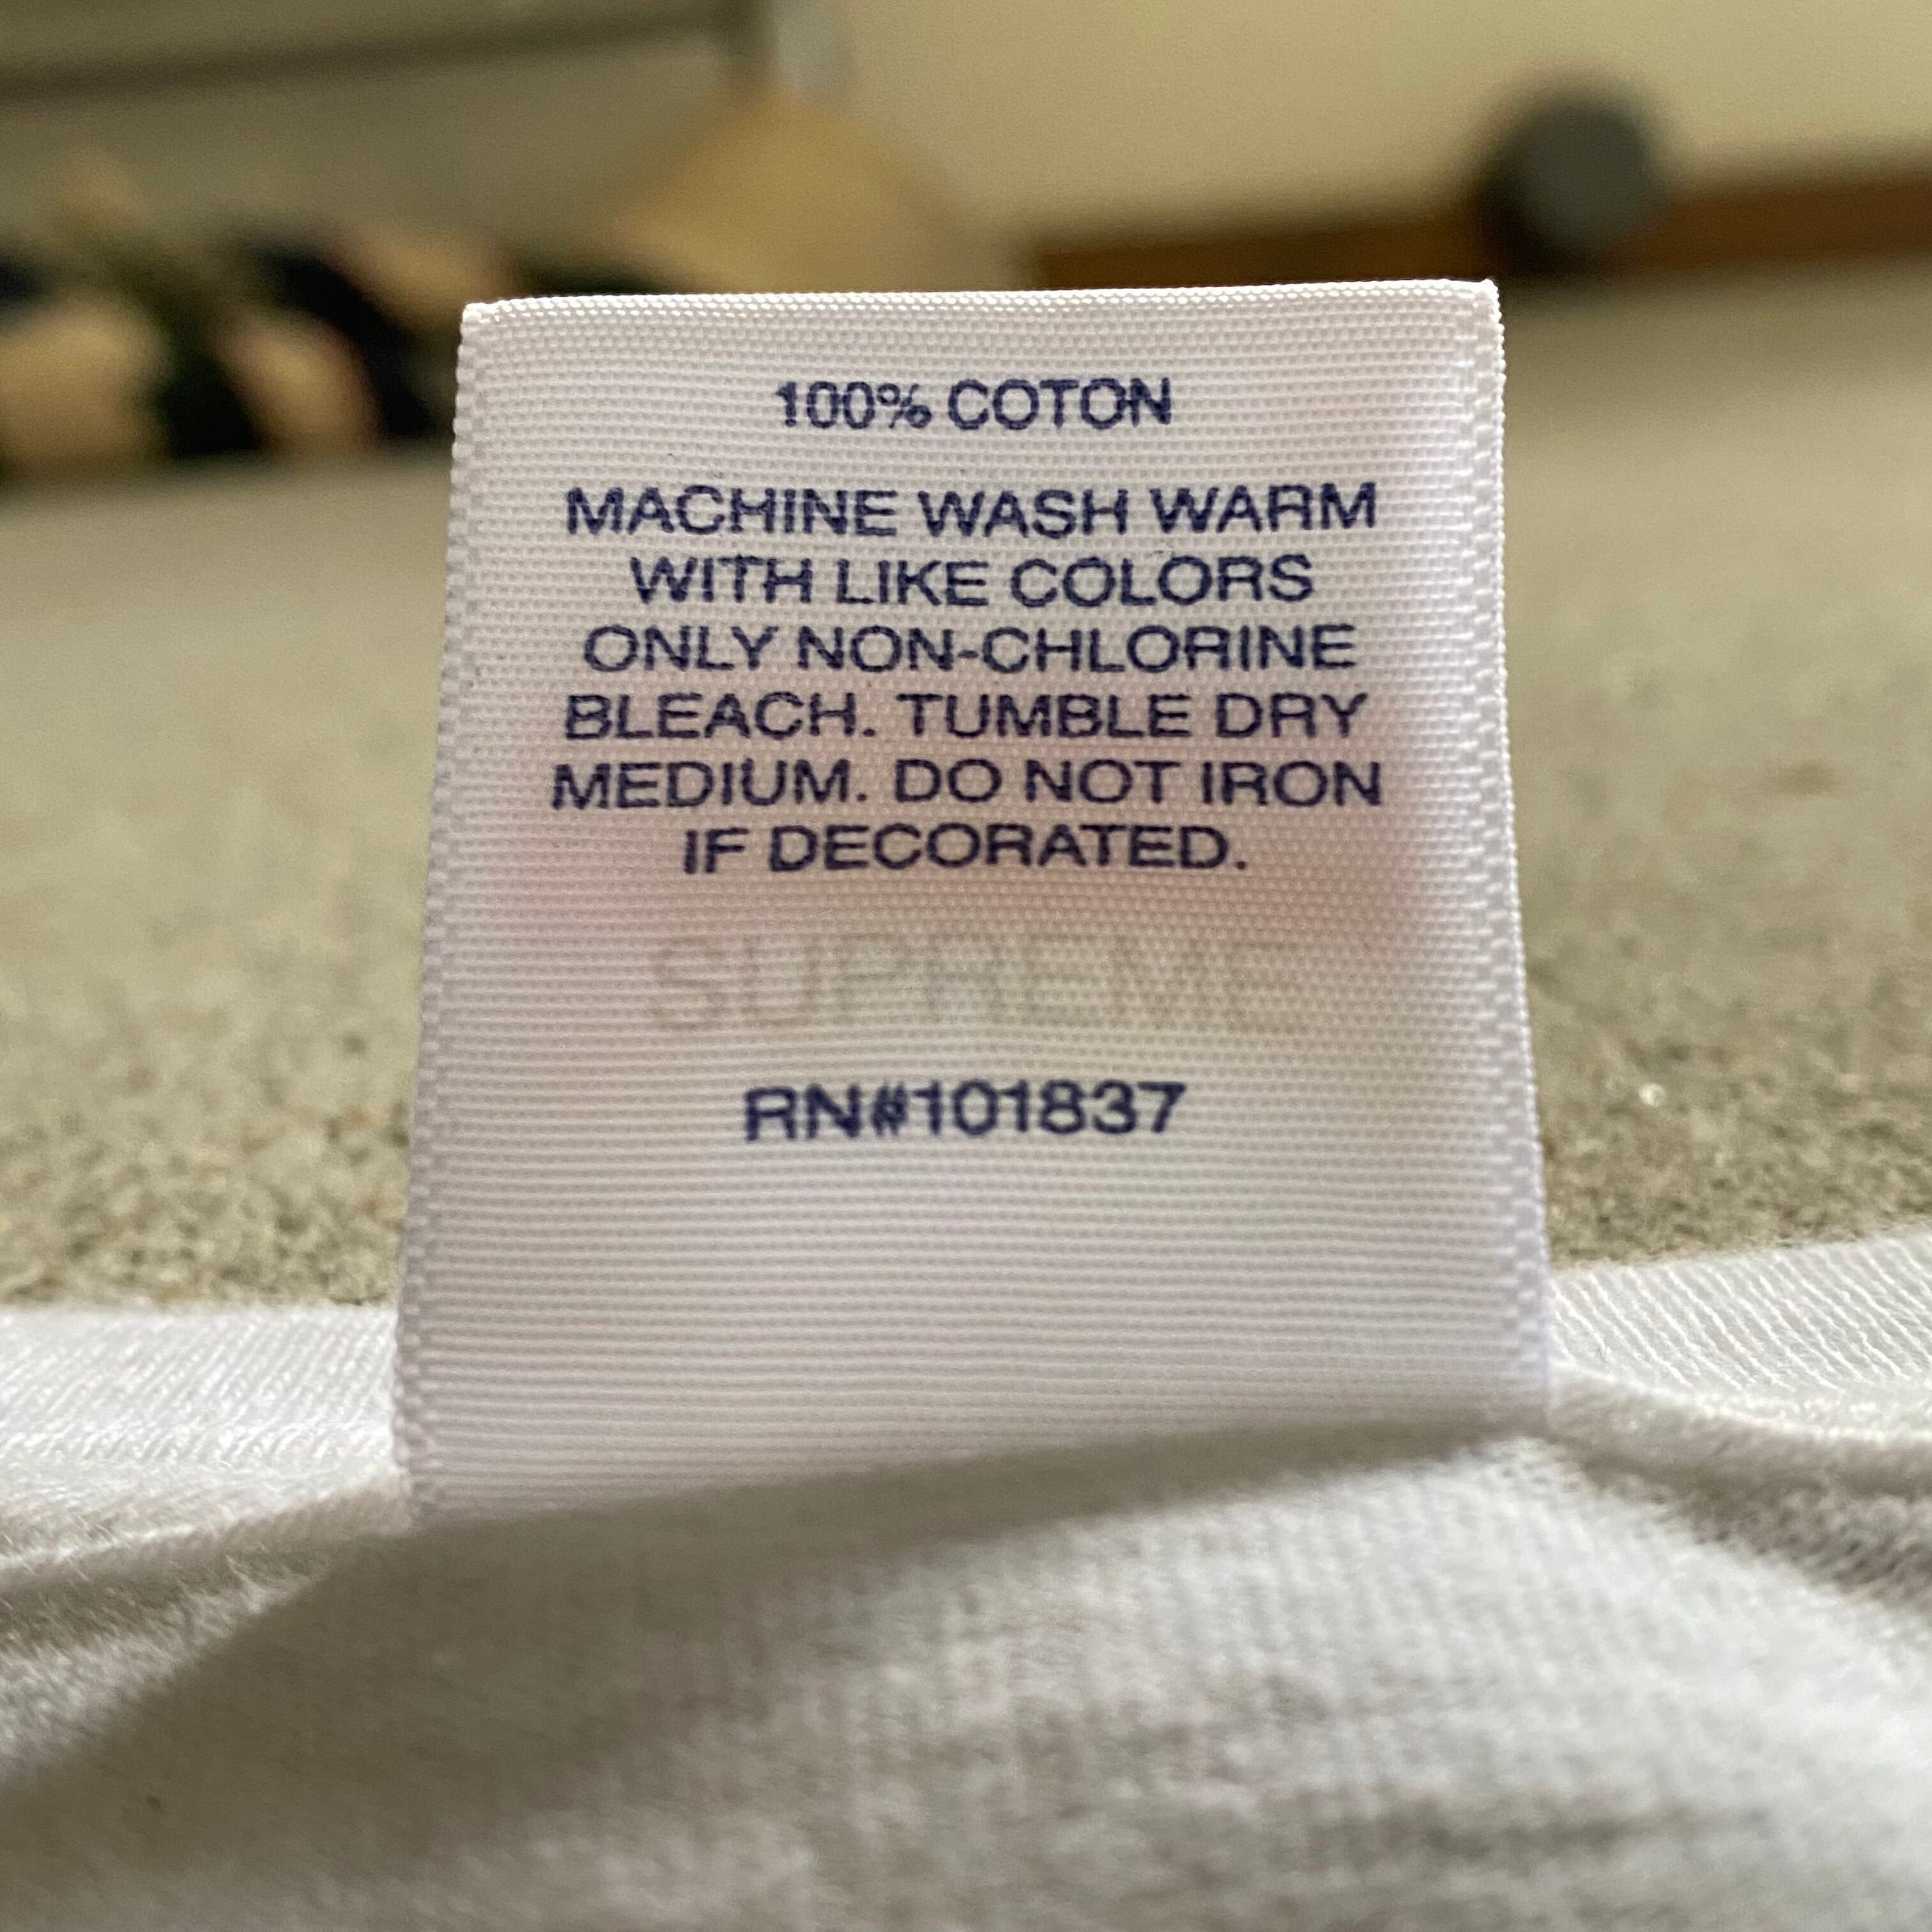 100% COTON
MACHINE WASH WARM
WITH LIKE COLORS
ONLY NON-CHLORINE
BLEACH. TUMBLE DRY
MEDIUM. DO NOT IRON
IF DECORATED.
SUPREME
RN#101837